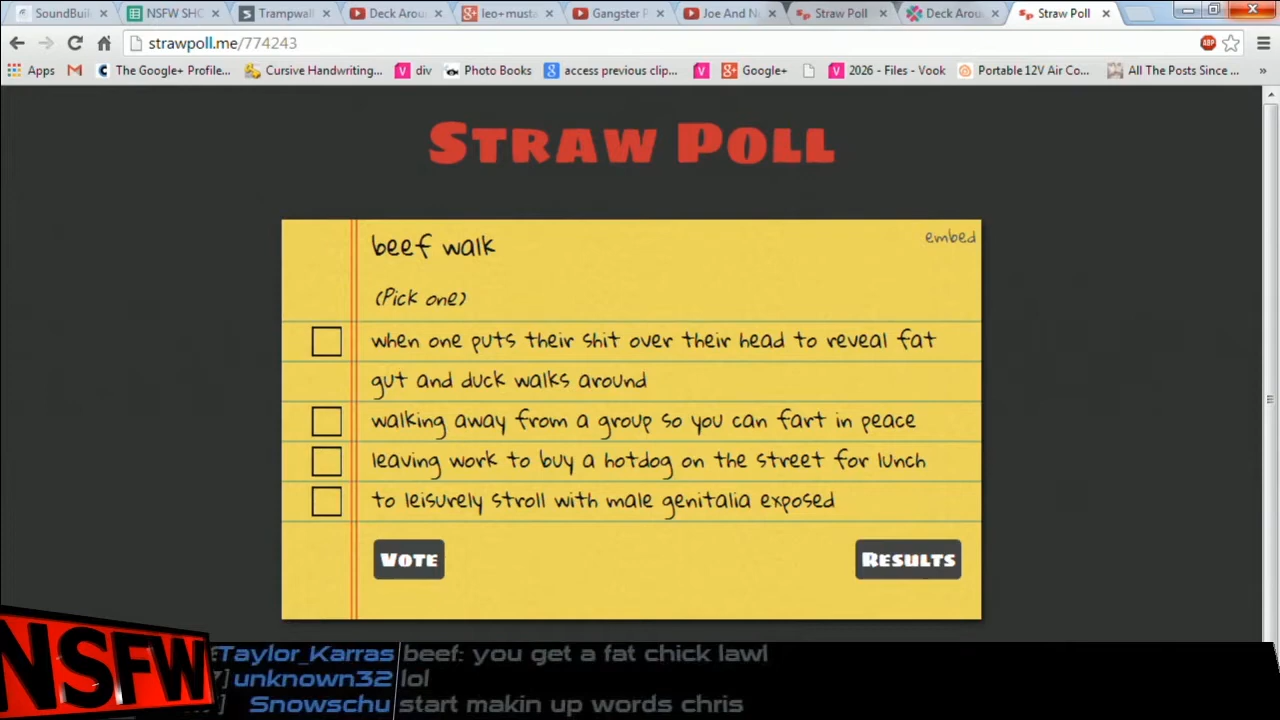 SoundBuil
NSFW SHO
Trampwall
Deck Arou
leo+must
Gangster P
Joe And N
Straw Poll
Deck Arou
Straw Poll
strawpoll.me/774243
ABP
Apps
The Google+ Profile...
Cursive Handwriting...
div
Photo Books
access previous clip...
Google+
2026 - Files - Vook
Portable 12V Air Co...
All The Posts Since ...
»
STRAW POLL
beef walk
embed
(Pick one)
when one puts their shit over their head to reveal fat
gut and duck walks around
walking away from a group so you can fart in peace
leaving work to buy a hotdog on the street for lunch
to leisurely stroll with male genitalia exposed
VOTE
RESULTS
NSFW
Taylor_Karras beef: you get a fat chick lawl
unknown32 lol
Snowschu start makin up words chris